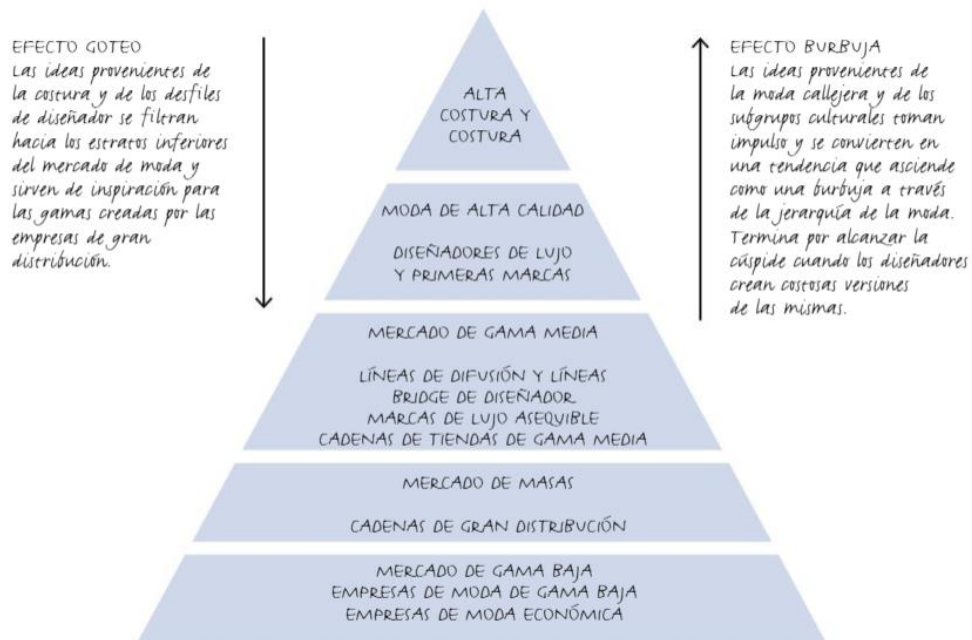 EFECTO GOTEO
Las ideas provenientes de
la costura y de los desfiles
de diseñador se filtran
hacia los estratos inferiores
del mercado de moda y
sirven de inspiración para
las gamas creadas por las
empresas de gran
distribución.
ALTA
COSTURA Y
COSTURA
MODA DE ALTA CALIDAD
DISEÑADORES DE LUJO
Y PRIMERAS MARCAS
MERCADO DE GAMA MEDIA
LÍNEAS DE DIFUSIÓN Y LÍNEAS
BRIDGE DE DISEÑADOR
MARCAS DE LUJO ASEQUIBLE
CADENAS DE TIENDAS DE GAMA MEDIA
MERCADO DE MASAS
CADENAS DE GRAN DISTRIBUCIÓN
MERCADO DE GAMA BAJA
EMPRESAS DE MODA DE GAMA BAJA
EMPRESAS DE MODA ECONÓMICA
EFECTO BURBUJA
Las ideas provenientes de
la moda callejera y de los
subgrupos culturales toman
impulso y se convierten en
una tendencia que asciende
como una burbuja a través
de la jerarquía de la moda.
Termina por alcanzar la
cúspide cuando los diseñadores
crean costosas versiones
de las mismas.